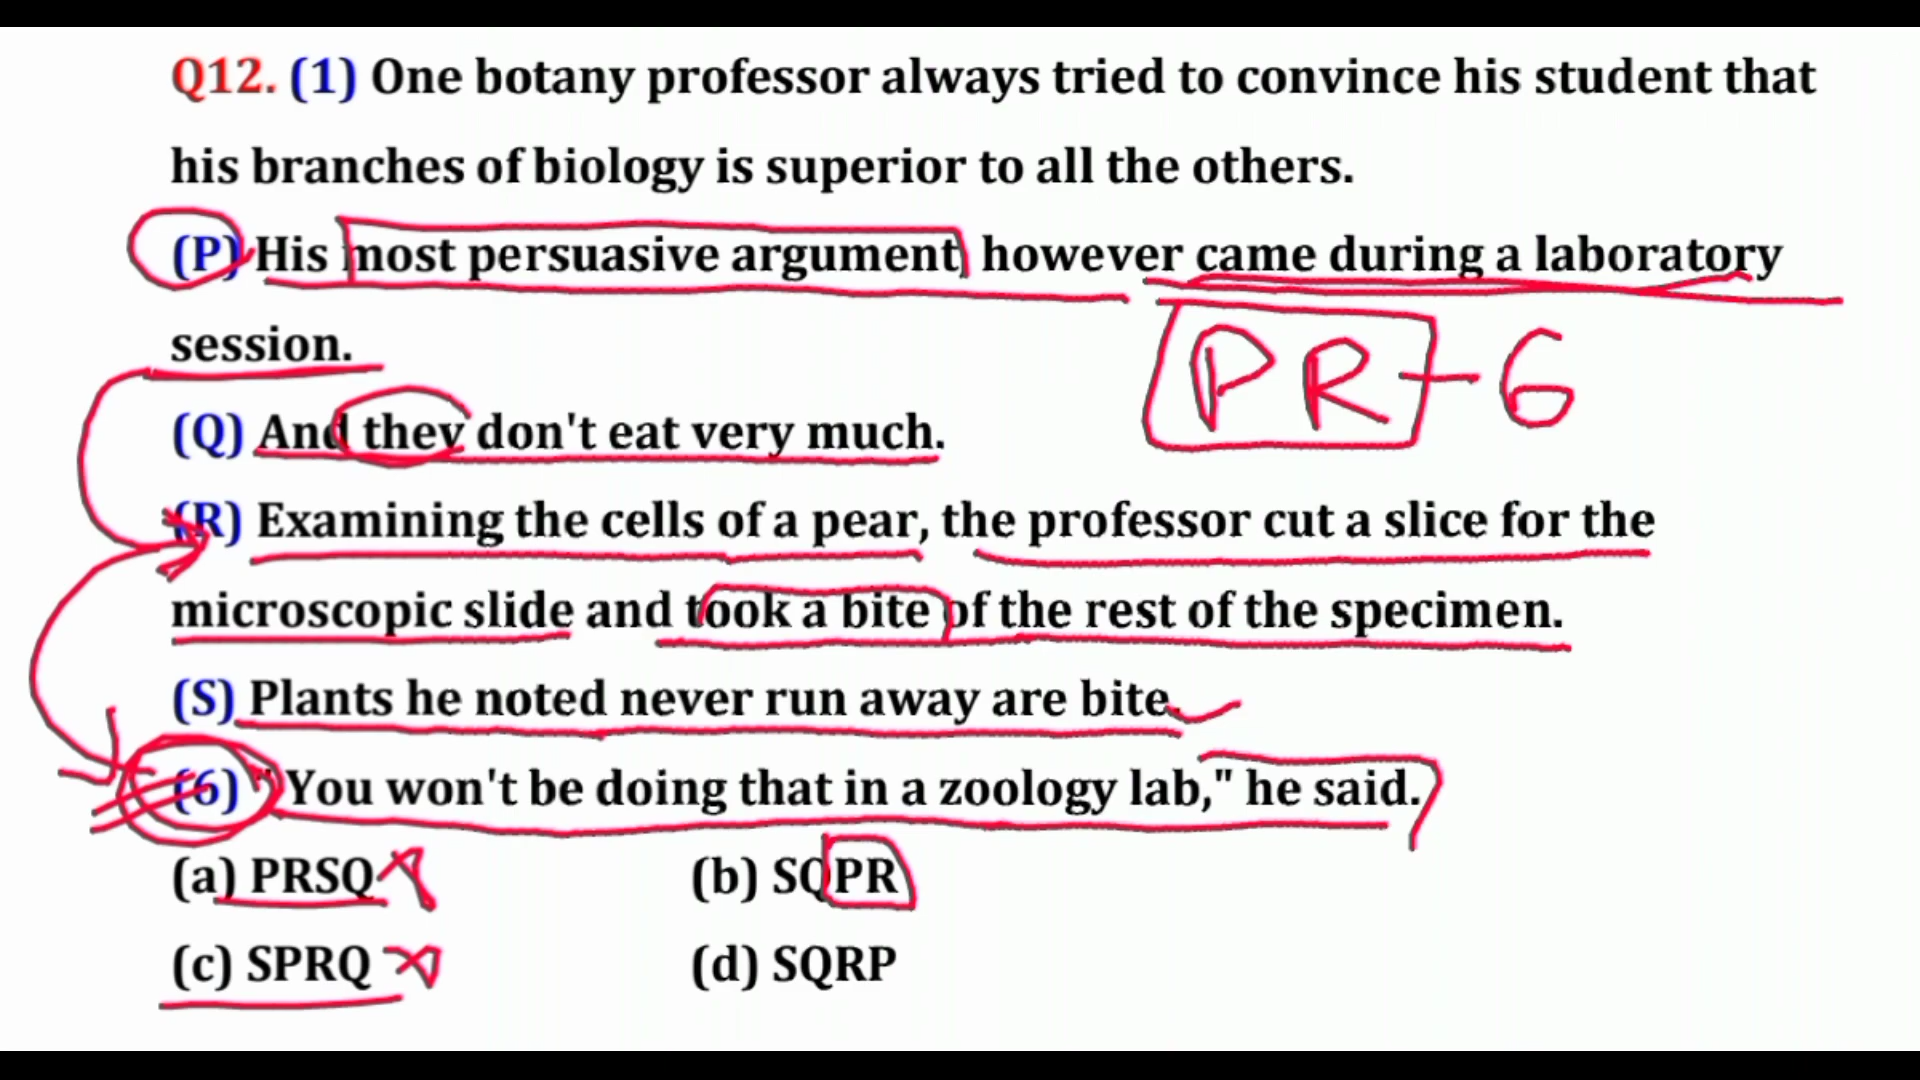 Q12. (1) One botany professor always tried to convince his student that
his branches of biology is superior to all the others.
(P) His most persuasive argument, however came during a laboratory
session.
PR - 6
(Q) And they don't eat very much.
(R) Examining the cells of a pear, the professor cut a slice for the
microscopic slide and took a bite of the rest of the specimen.
(S) Plants he noted never run away are bite.
(6) " You won't be doing that in a zoology lab," he said.
(a) PRSQ (b) SQPR
(c) SPRQ (d) SQRP